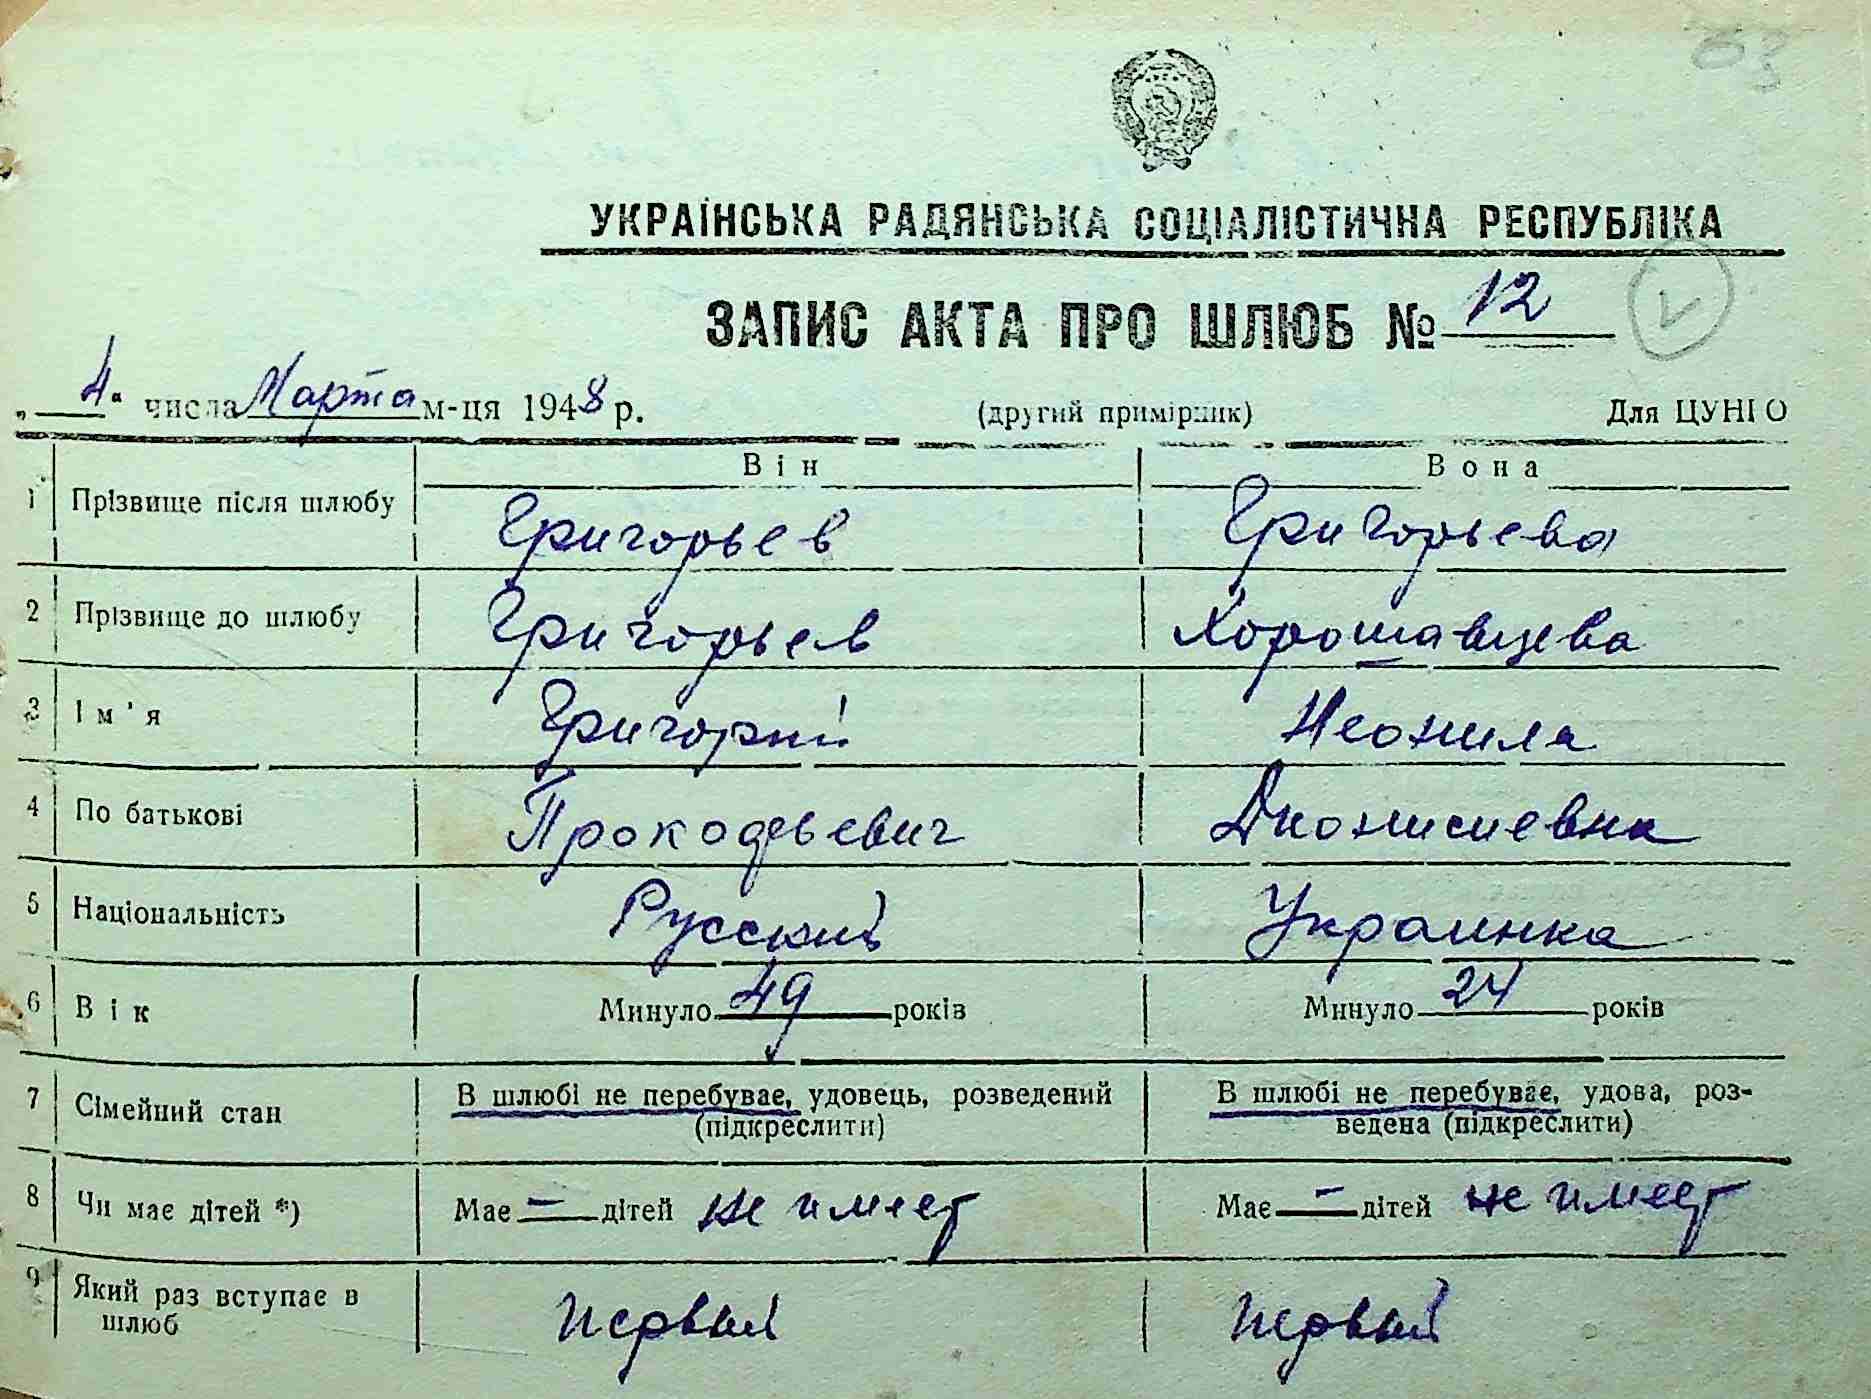 УКРАЇНСЬКА РАДЯНСЬКА СОЦІАЛІСТИЧНА РЕСПУБЛІКА
ЗАПИС АКТА ПРО ШЛЮБ № 12
„4“ числа Марта м-ця 1948 р. (другий примірник) Для ЦУНГО
Він Вона
1 Прізвище після шлюбу Григорьев Григорьева
2 Прізвище до шлюбу Григорьев Хорошавцева
3 Ім'я Григорий Неонила
4 По батькові Прокофьевич Дионисиевна
5 Національність Русский Украинка
6 Вік Минуло 49 років Минуло 24 років
7 Сімейний стан В шлюбі не перебуває, удовець, розведений В шлюбі не перебуває, удова, роз-
(підкреслити) ведена (підкреслити)
8 Чи має дітей *) Має — дітей не имеет Має — дітей не имеет
9 Який раз вступає в первый первый
шлюб